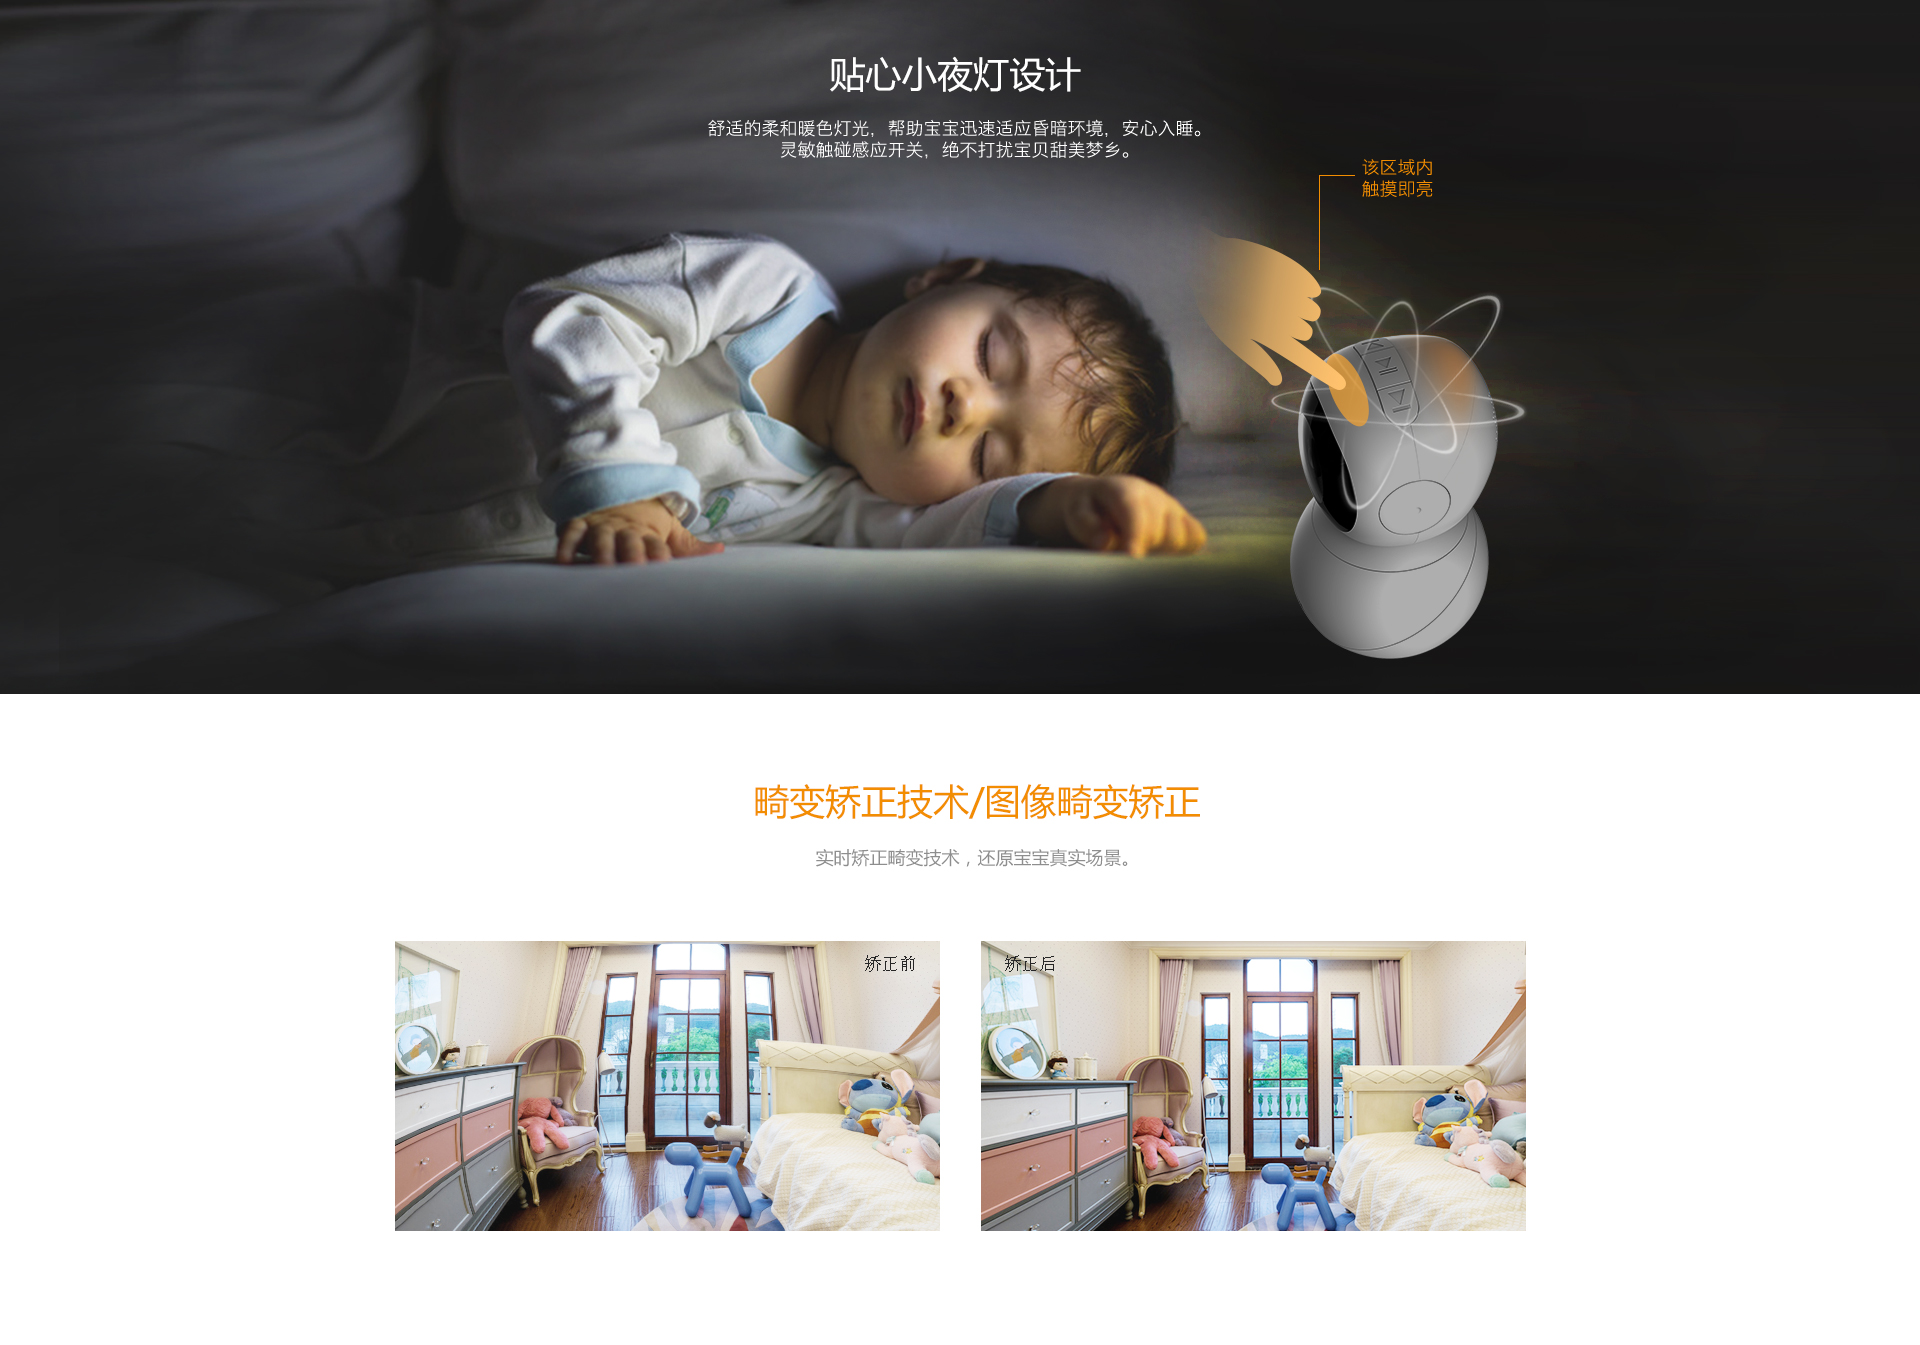 贴心小夜灯设计
舒适的柔和暖色灯光，帮助宝宝迅速适应昏暗环境，安心入睡。
灵敏触碰感应开关，绝不打扰宝贝甜美梦乡。
该区域内
触摸即亮
畸变矫正技术/图像畸变矫正
实时矫正畸变技术，还原宝宝真实场景。
矫正前
矫正后